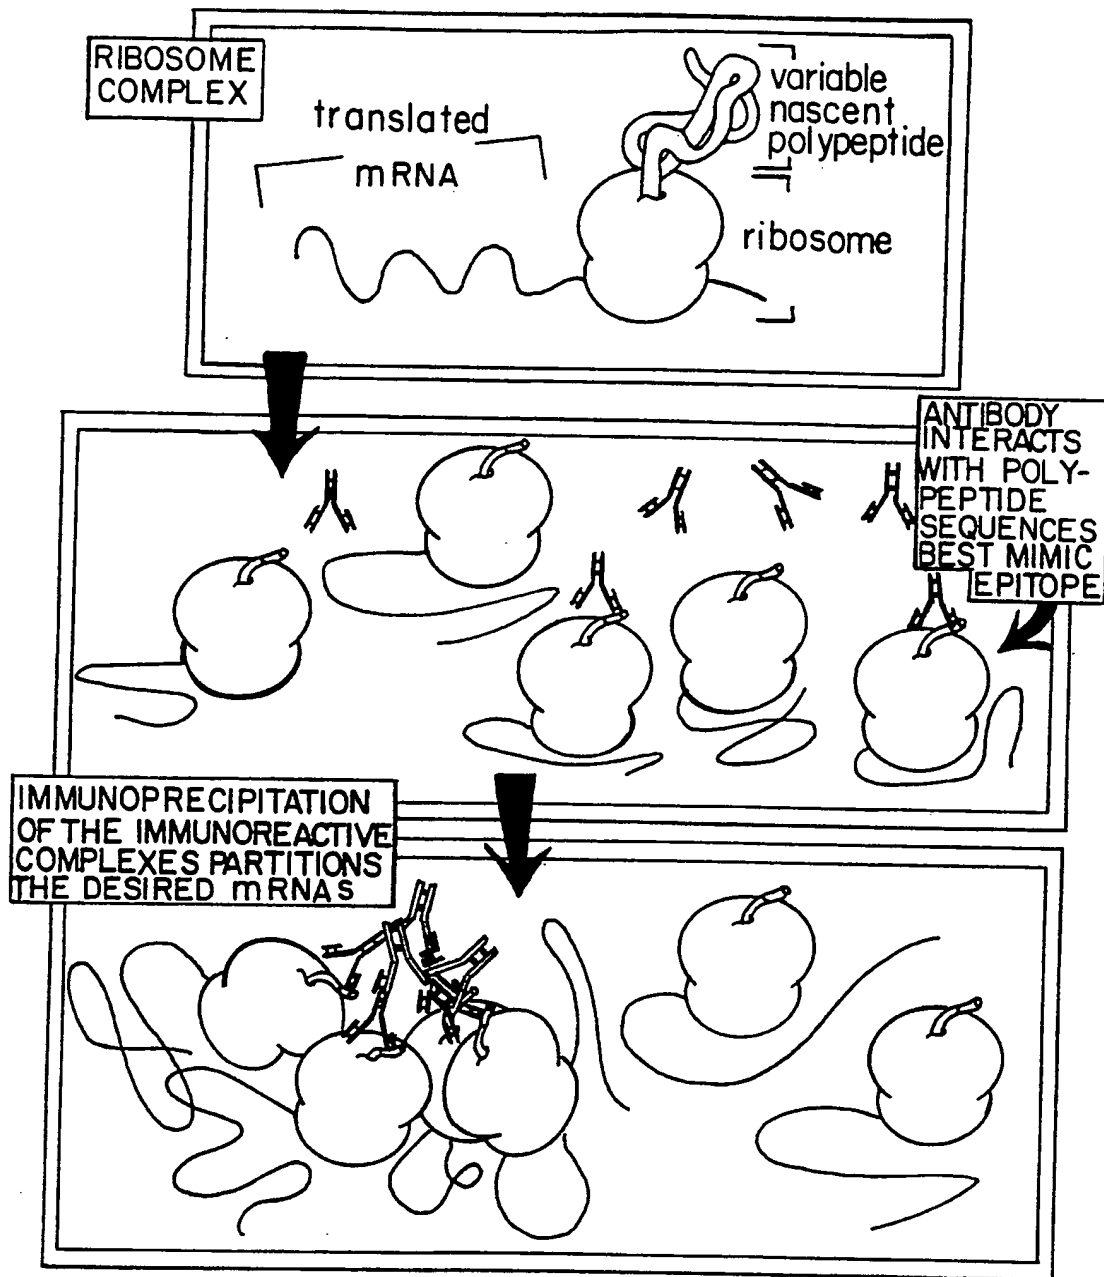 RIBOSOME
COMPLEX
translated
mRNA
variable
nascent
polypeptide
ribosome
ANTIBODY
INTERACTS
WITH POLY-
PEPTIDE
SEQUENCES
BEST MIMIC
EPITOPE
IMMUNOPRECIPITATION
OF THE IMMUNOREACTIVE
COMPLEXES PARTITIONS
THE DESIRED mRNAs